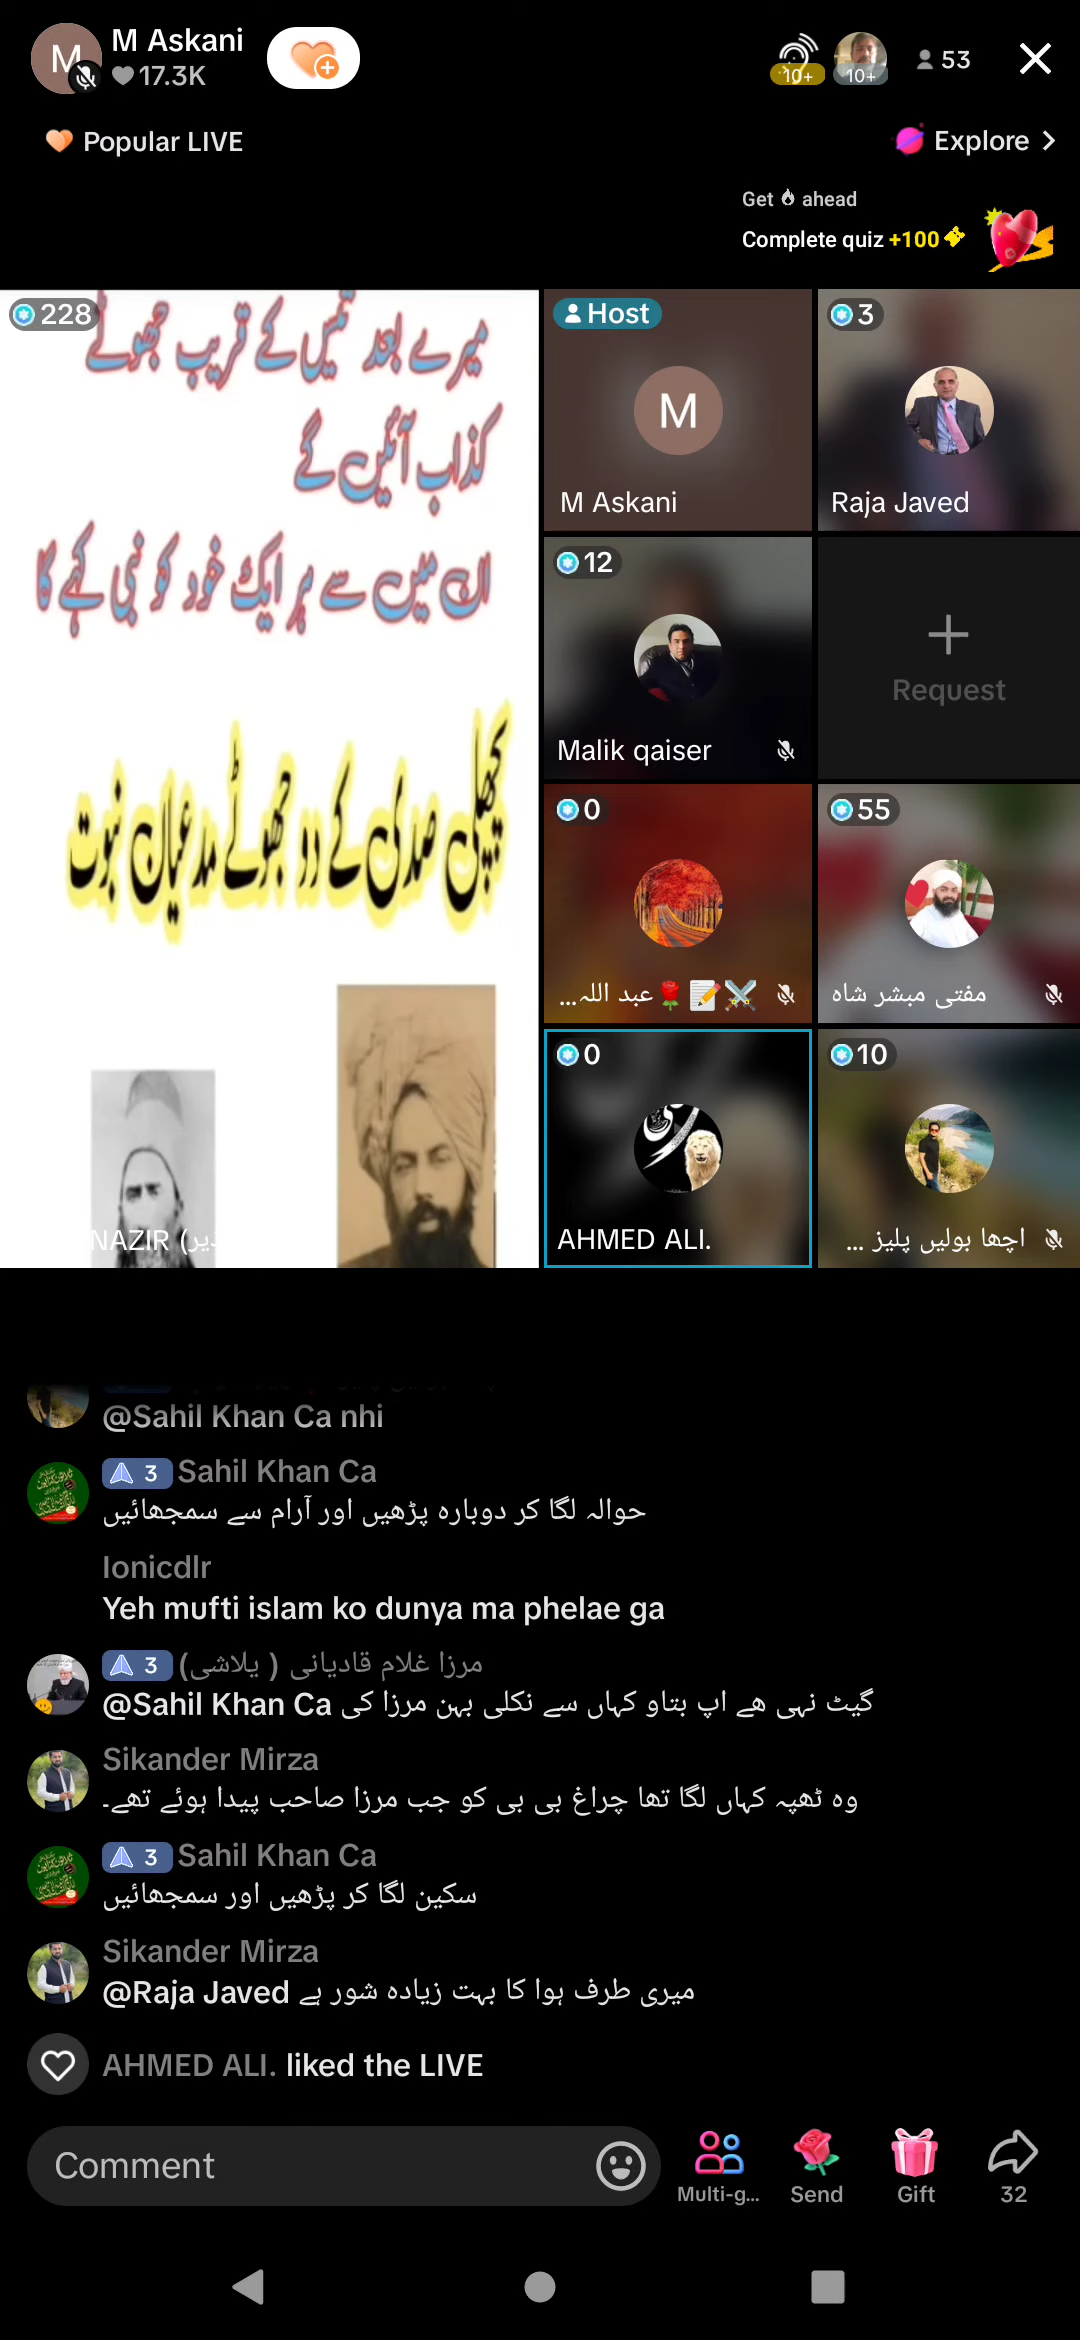 M Askani
M
17.3K
10+
10+
53
Popular LIVE
Explore
Get ahead
Complete quiz +100
228
میرے بعد تیس کے قریب جھوٹے
کذاب آئیں گے
ان میں سے ہر ایک خود کو نبی کہے گا
پچھلی صدی کے دو جھوٹے مدعیان نبوت
NAZIR
Host
M
M Askani
3
Raja Javed
12
Malik qaiser
Request
0
عبد اللہ...
55
مفتی مبشر شاہ
0
AHMED ALI.
10
اچھا بولیں پلیز ...
@Sahil Khan Ca nhi
3 Sahil Khan Ca
حوالہ لگا کر دوبارہ پڑھیں اور آرام سے سمجھائیں
Ionicdlr
Yeh mufti islam ko dunya ma phelae ga
3 مرزا غلام قادیانی ( یلاشی)
@Sahil Khan Ca گیٹ نہی ھے اپ بتاو کہاں سے نکلی بہن مرزا کی
Sikander Mirza
وہ ٹھپہ کہاں لگا تھا چراغ بی بی کو جب مرزا صاحب پیدا ہوئے تھے۔
3 Sahil Khan Ca
سکین لگا کر پڑھیں اور سمجھائیں
Sikander Mirza
@Raja Javed میری طرف ہوا کا بہت زیادہ شور ہے
AHMED ALI. liked the LIVE
Comment
Multi-g...
Send
Gift
32